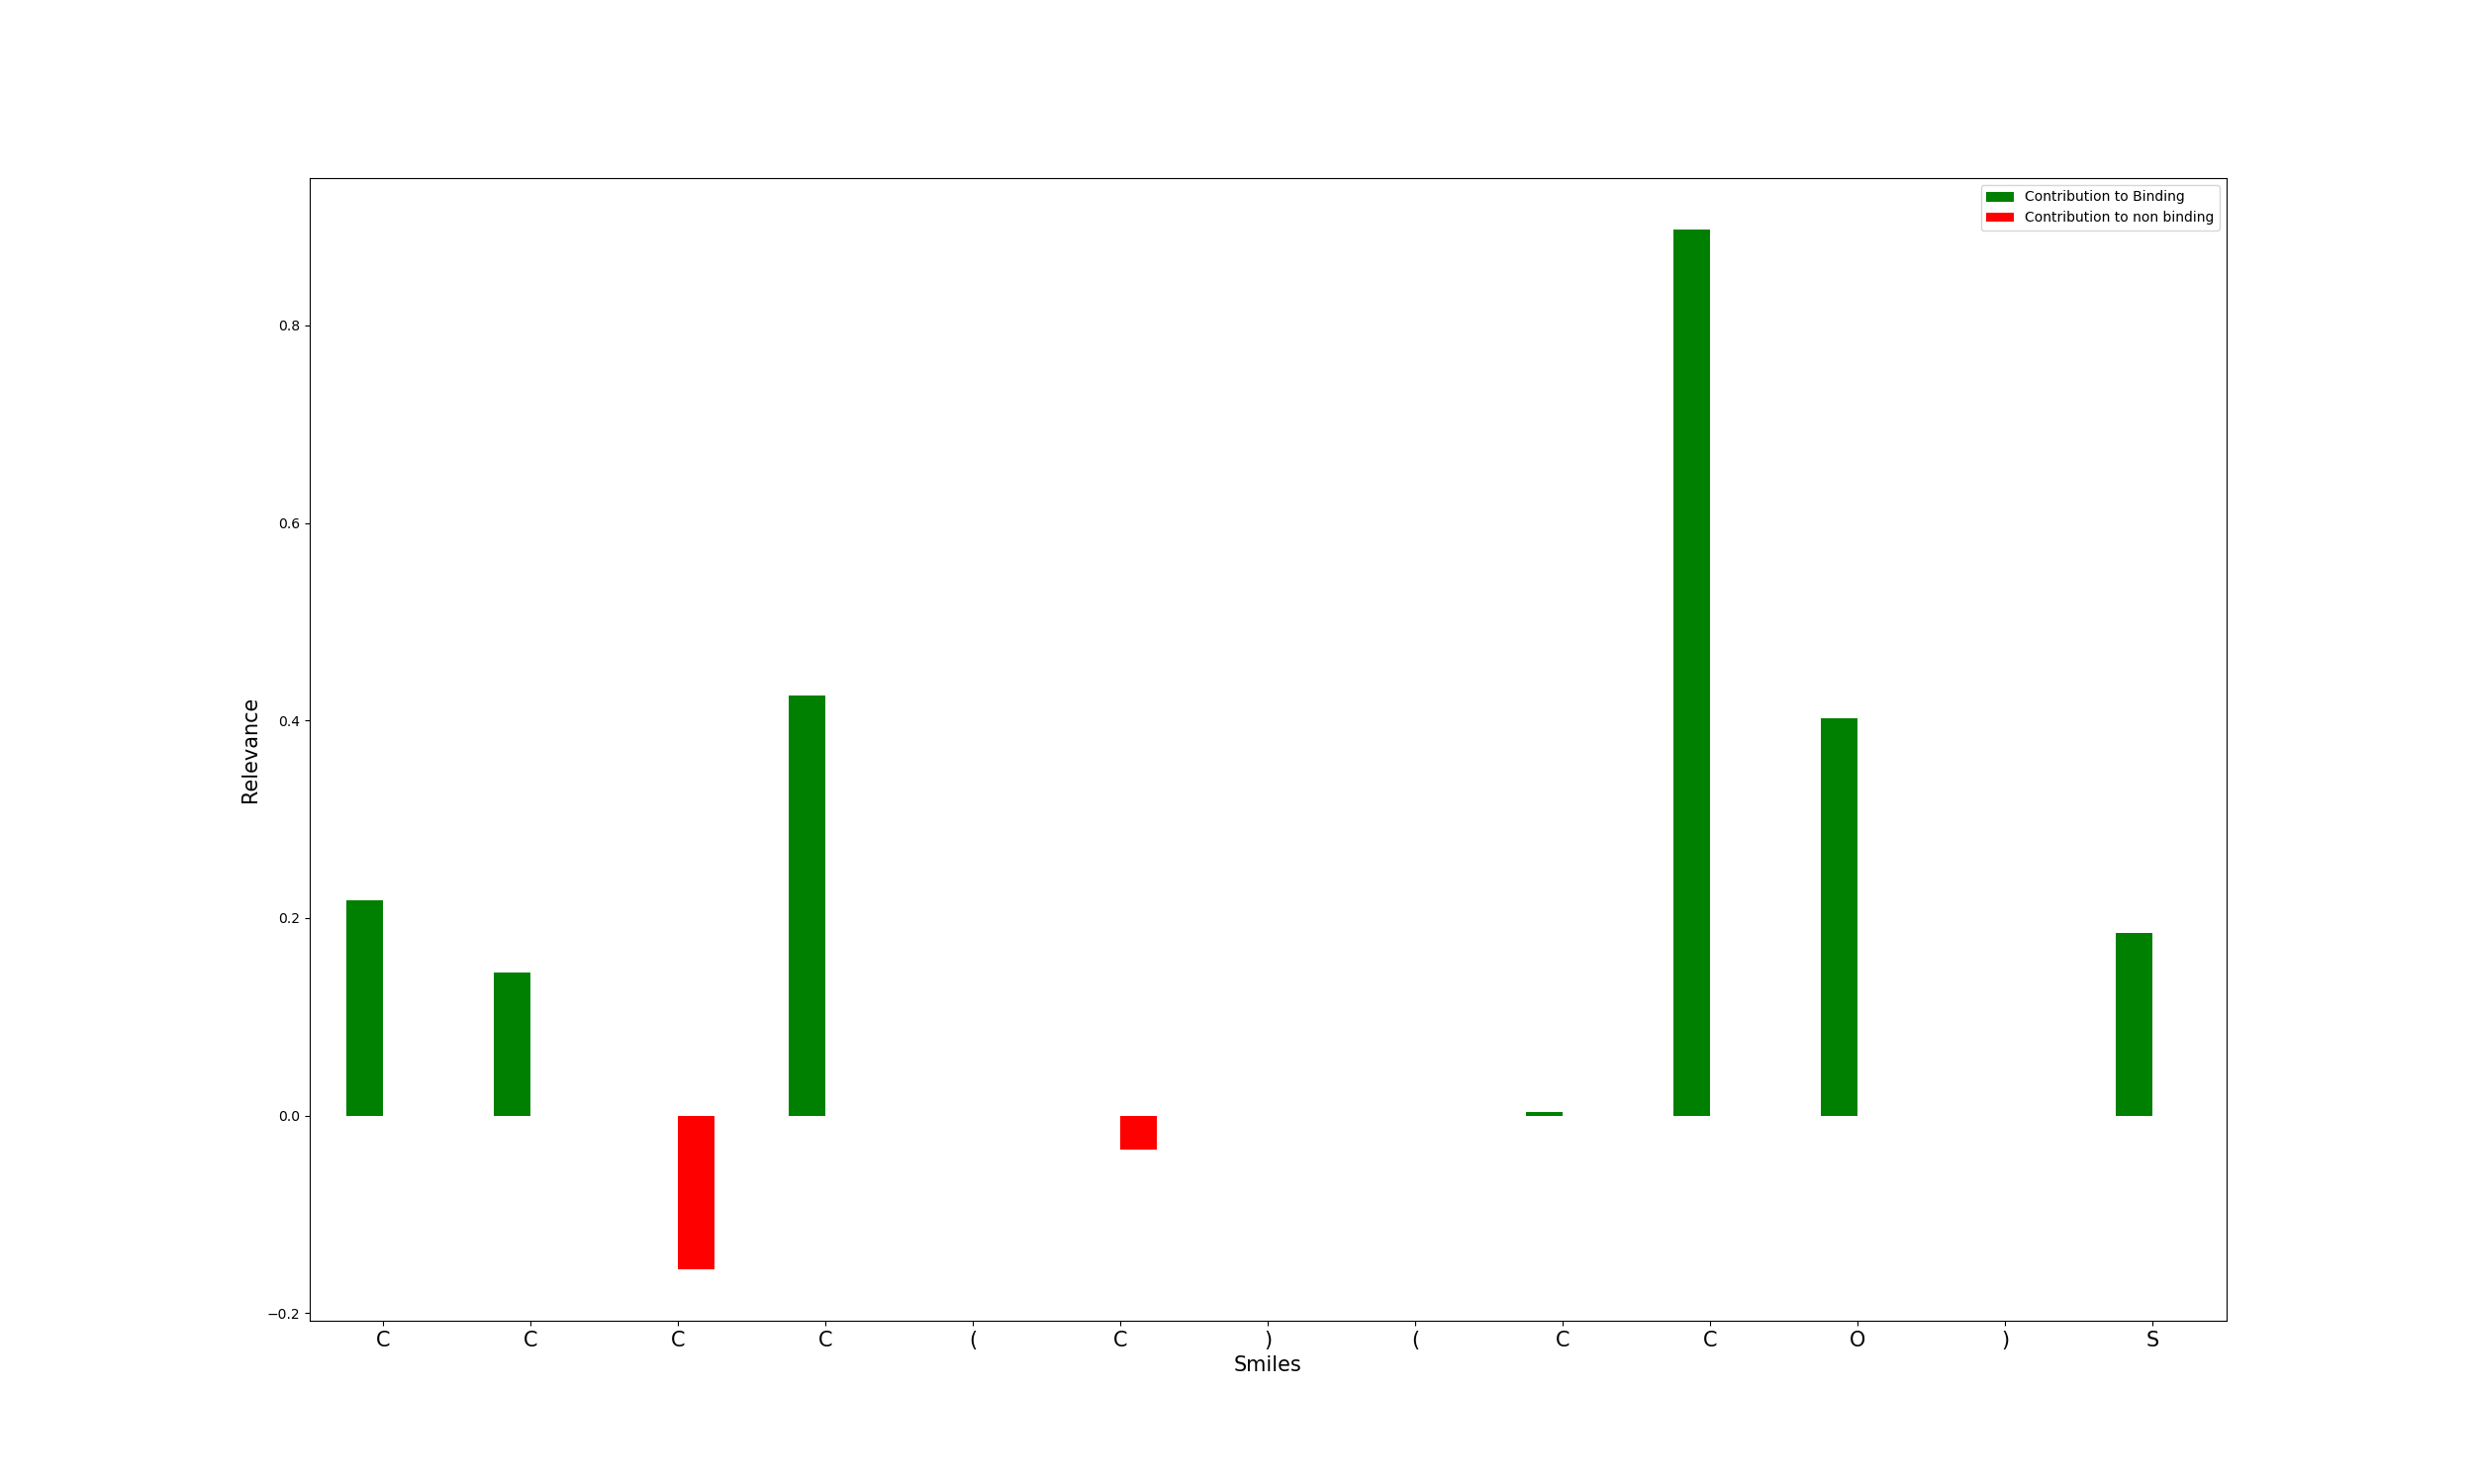 Contribution to Binding
Contribution to non binding
0.8
0.6
0.4
0.2
0.0
−0.2
Relevance
C C C C ( C ) ( C C O ) S
Smiles